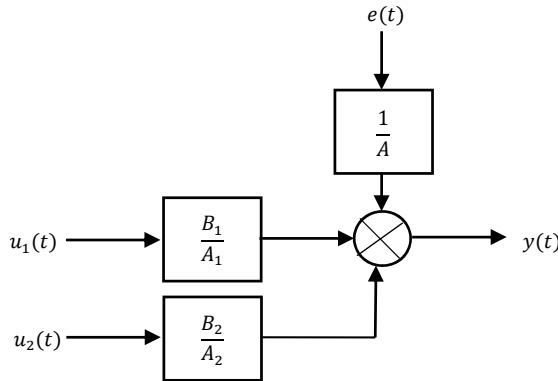 e(t)
1
A
u₁(t)
B₁
A₁
y(t)
u₂(t)
B₂
A₂